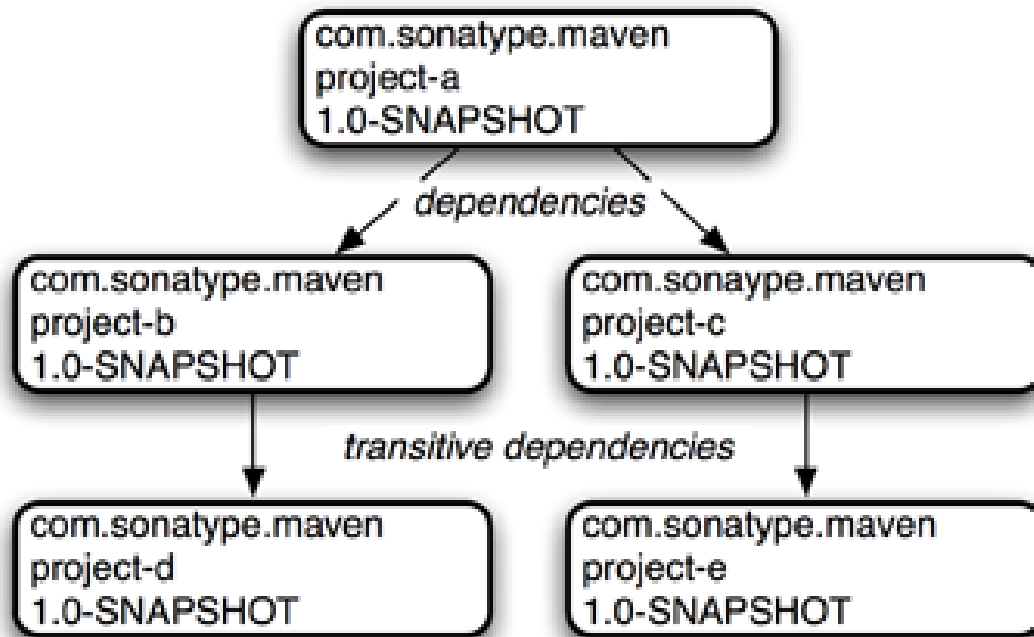 com.sonatype.maven
project-a
1.0-SNAPSHOT
dependencies
com.sonatype.maven
project-b
1.0-SNAPSHOT
com.sonaype.maven
project-c
1.0-SNAPSHOT
transitive dependencies
com.sonatype.maven
project-d
1.0-SNAPSHOT
com.sonatype.maven
project-e
1.0-SNAPSHOT